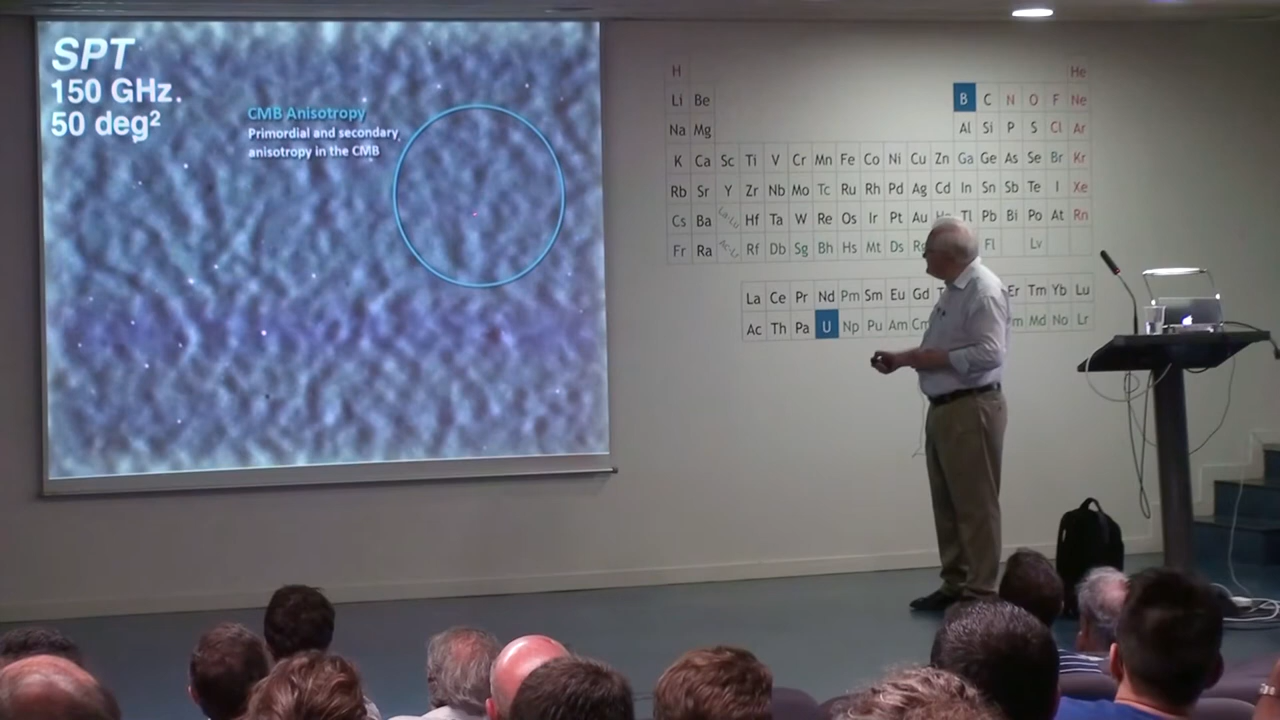 SPT
150 GHz.
50 deg²
CMB Anisotropy
Primordial and secondary
anisotropy in the CMB
H He
Li Be B C N O F Ne
Na Mg Al Si P S Cl Ar
K Ca Sc Ti V Cr Mn Fe Co Ni Cu Zn Ga Ge As Se Br Kr
Rb Sr Y Zr Nb Mo Tc Ru Rh Pd Ag Cd In Sn Sb Te I Xe
Cs Ba La-Lu Hf Ta W Re Os Ir Pt Au Tl Pb Bi Po At Rn
Fr Ra Ac-Lr Rf Db Sg Bh Hs Mt Ds Fl Lv
La Ce Pr Nd Pm Sm Eu Gd Er Tm Yb Lu
Ac Th Pa U Np Pu Am Cm Md No Lr